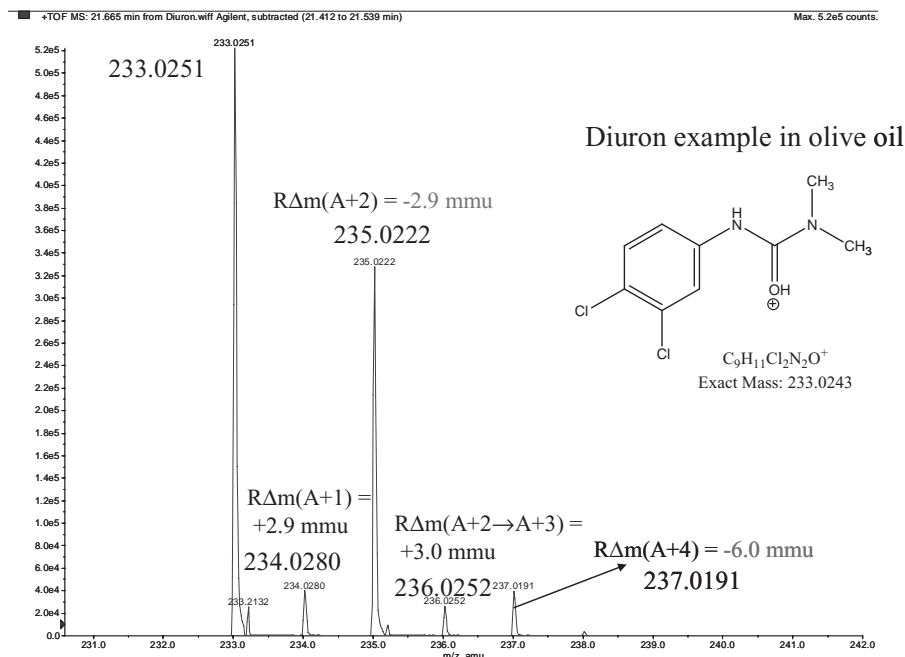 +TOF MS: 21.665 min from Diuron.wiff Agilent, subtracted (21.412 to 21.539 min)
Max. 5.2e5 counts.
233.0251
5.2e5
5.0e5
4.8e5
4.6e5
4.4e5
4.2e5
4.0e5
3.8e5
3.6e5
3.4e5
3.2e5
3.0e5
2.8e5
2.6e5
2.4e5
2.2e5
2.0e5
1.8e5
1.6e5
1.4e5
1.2e5
1.0e5
8.0e4
6.0e4
4.0e4
2.0e4
0.0
233.0251
Diuron example in olive oil
RΔm(A+2) = -2.9 mmu
235.0222
235.0222
CH₃
H
N
N
CH₃
OH
⊕
Cl
Cl
C₉H₁₁Cl₂N₂O⁺
Exact Mass: 233.0243
RΔm(A+1) =
+2.9 mmu
234.0280
234.0280
233.2132
RΔm(A+2→A+3) =
+3.0 mmu
236.0252
236.0252
RΔm(A+4) = -6.0 mmu
237.0191
237.0191
231.0 232.0 233.0 234.0 235.0 236.0 237.0 238.0 239.0 240.0 241.0 242.0
m/z, amu